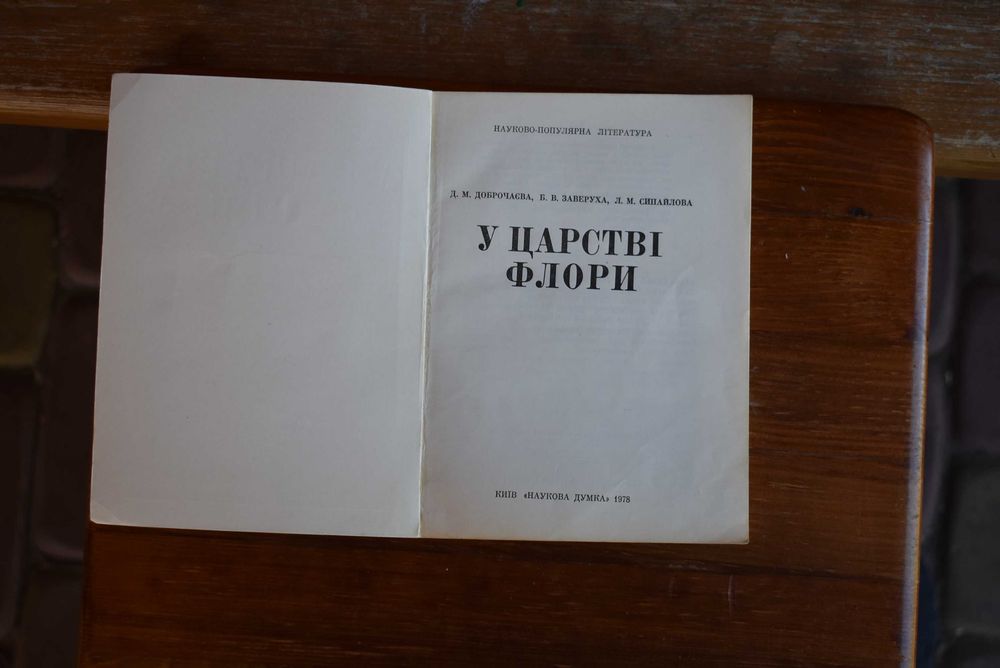 НАУКОВО-ПОПУЛЯРНА ЛІТЕРАТУРА
Д. М. ДОБРОЧАЄВА, Б. В. ЗАВЕРУХА, Л. М. СИПАЙЛОВА
У ЦАРСТВІ
ФЛОРИ
КИЇВ «НАУКОВА ДУМКА» 1978